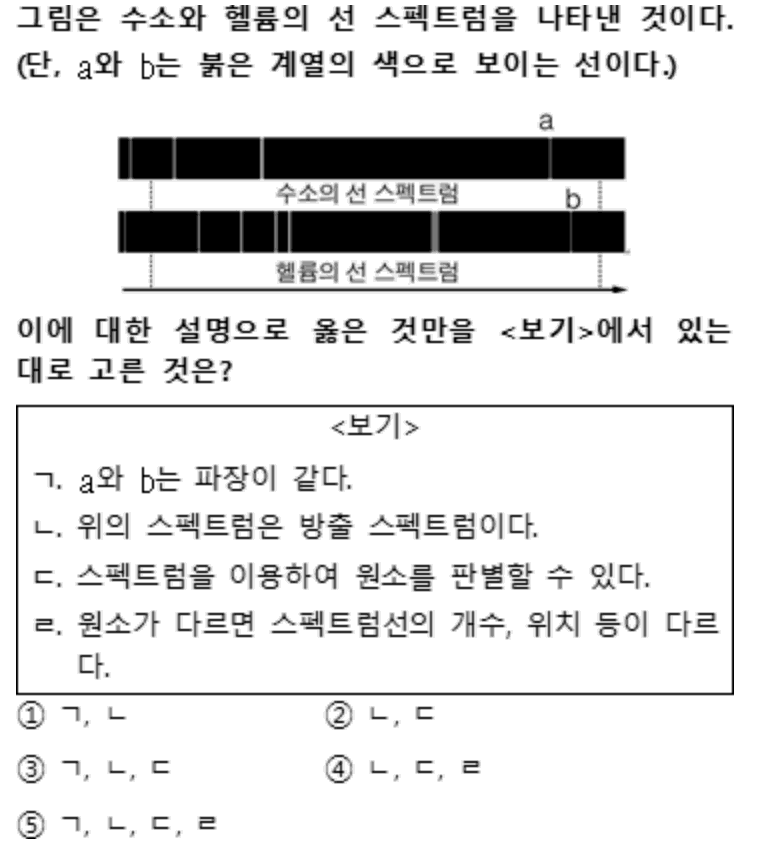 그림은 수소와 헬륨의 선 스펙트럼을 나타낸 것이다.
(단, a와 b는 붉은 계열의 색으로 보이는 선이다.)
a
수소의 선 스펙트럼
b
헬륨의 선 스펙트럼
이에 대한 설명으로 옳은 것만을 <보기>에서 있는
대로 고른 것은?
<보기>
ㄱ. a와 b는 파장이 같다.
ㄴ. 위의 스펙트럼은 방출 스펙트럼이다.
ㄷ. 스펙트럼을 이용하여 원소를 판별할 수 있다.
ㄹ. 원소가 다르면 스펙트럼선의 개수, 위치 등이 다르
다.
① ㄱ, ㄴ ② ㄴ, ㄷ
③ ㄱ, ㄴ, ㄷ ④ ㄴ, ㄷ, ㄹ
⑤ ㄱ, ㄴ, ㄷ, ㄹ